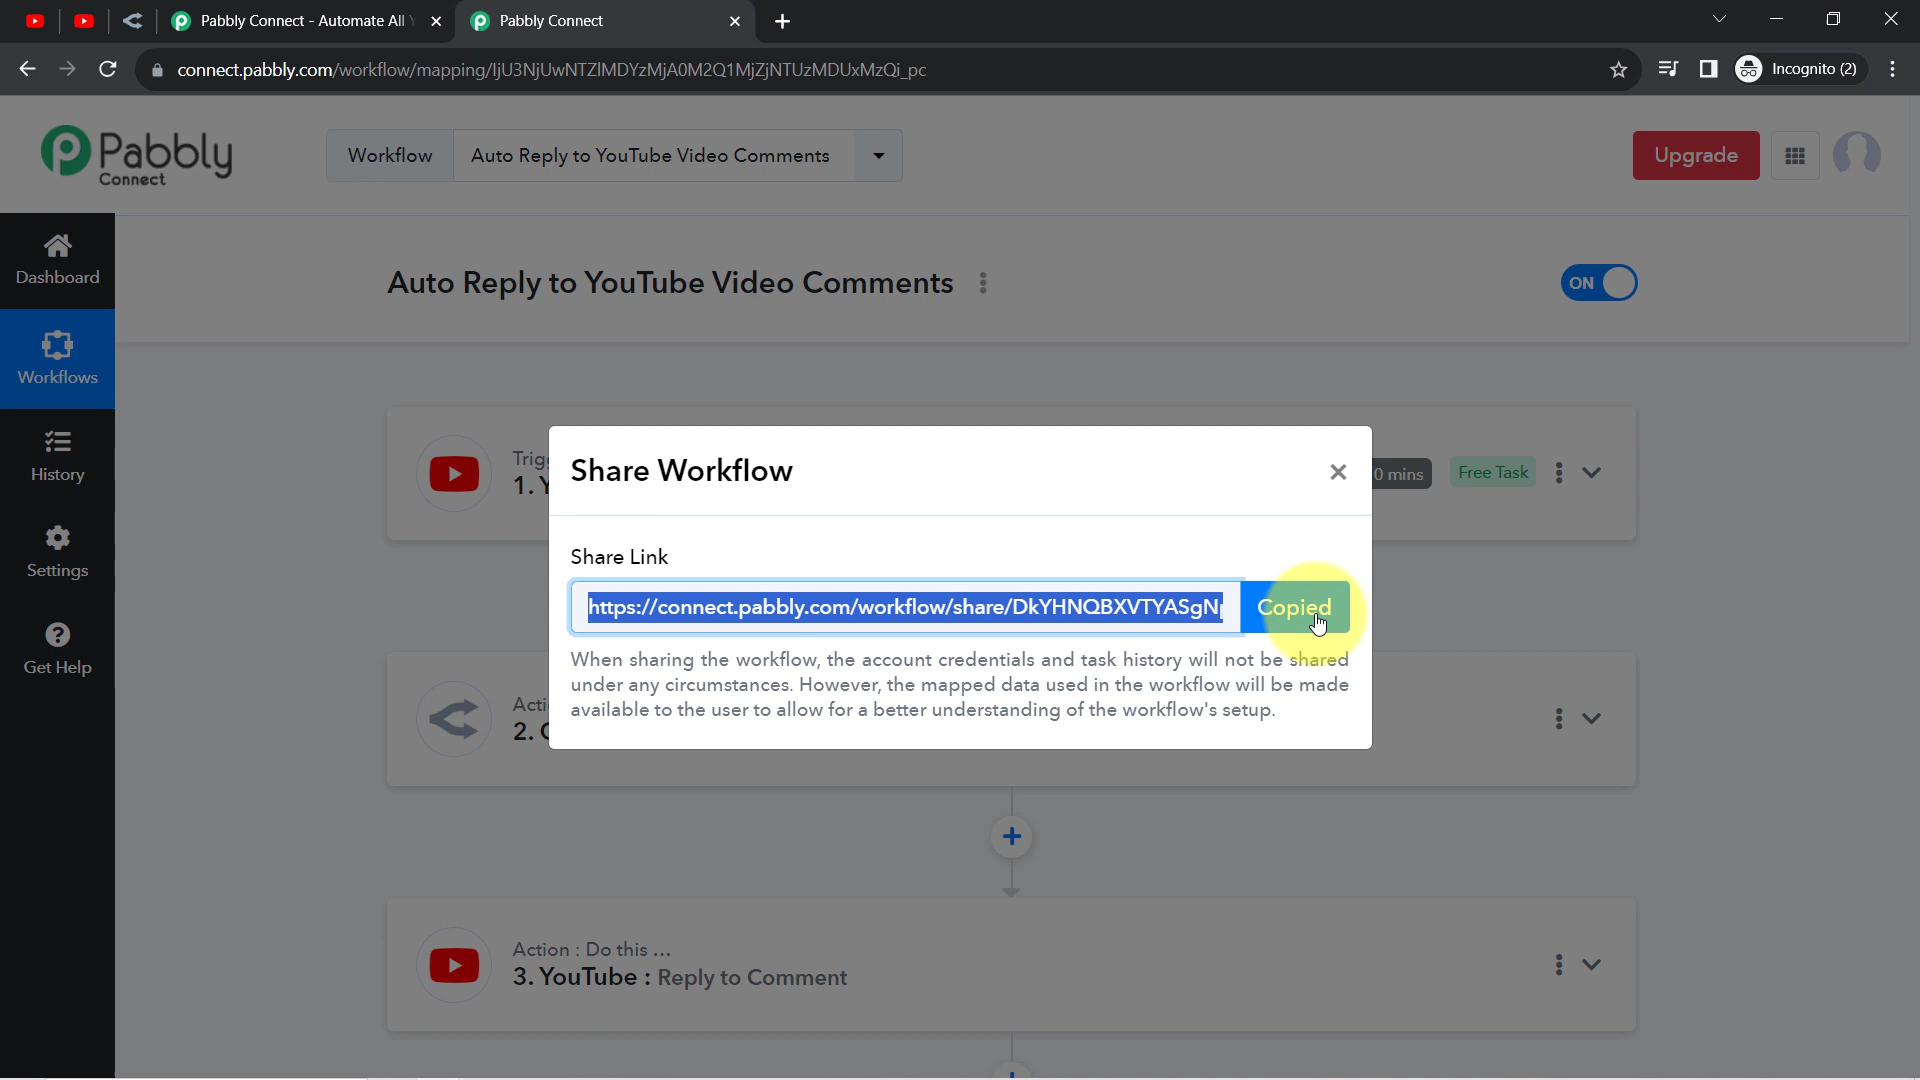 Pabbly Connect - Automate All
Pabbly Connect
connect.pabbly.com/workflow/mapping/IjU3NjUwNTZlMDYzMjA0M2Q1MjZjNTUzMDUxMzQi_pc
Incognito (2)
Pabbly
Connect
Workflow
Auto Reply to YouTube Video Comments
Upgrade
Dashboard
Workflows
History
Settings
Get Help
Auto Reply to YouTube Video Comments
ON
1.
0 mins
Free Task
Share Workflow
Share Link
https://connect.pabbly.com/workflow/share/DkYHNQBXVTYASgN
Copied
When sharing the workflow, the account credentials and task history will not be shared
under any circumstances. However, the mapped data used in the workflow will be made
available to the user to allow for a better understanding of the workflow's setup.
2.
Action : Do this ...
3. YouTube : Reply to Comment